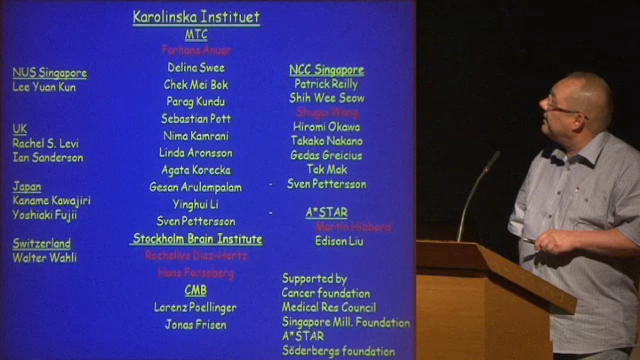 Karolinska Instituet
MTC
Farhana Anuar
Delina Swee
Chek Mei Bok
Parag Kundu
Sebastian Pott
Nima Kamrani
Linda Aronsson
Agata Korecka
Gesan Arulampalam
Yinghui Li
Sven Pettersson
Stockholm Brain Institute
Rochellys Diaz-Hertz
Hans Forssberg
CMB
Lorenz Poellinger
Jonas Frisen
NUS Singapore
Lee Yuan Kun
UK
Rachel S. Levi
Ian Sanderson
Japan
Kaname Kawajiri
Yoshiaki Fujii
Switzerland
Walter Wahli
NCC Singapore
Patrick Reilly
Shih Wee Seow
Shugui Wang
Hiromi Okawa
Takako Nakano
Gedas Greicius
Tak Mak
- Sven Pettersson
- A*STAR
Martin Hibberd
Edison Liu
Supported by
Cancer foundation
Medical Res Council
Singapore Mill. Foundation
A*STAR
Söderbergs foundation